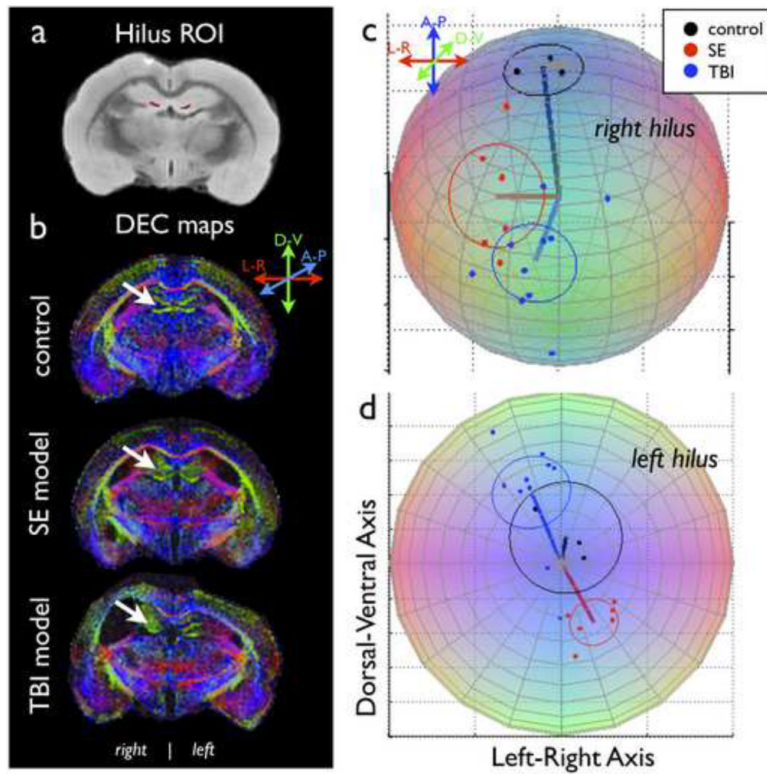 a Hilus ROI
b DEC maps
D-V
A-P
L-R
control
SE model
TBI model
right | left
c
A-P
D-V
L-R
control
SE
TBI
right hilus
d
left hilus
Dorsal-Ventral Axis
Left-Right Axis